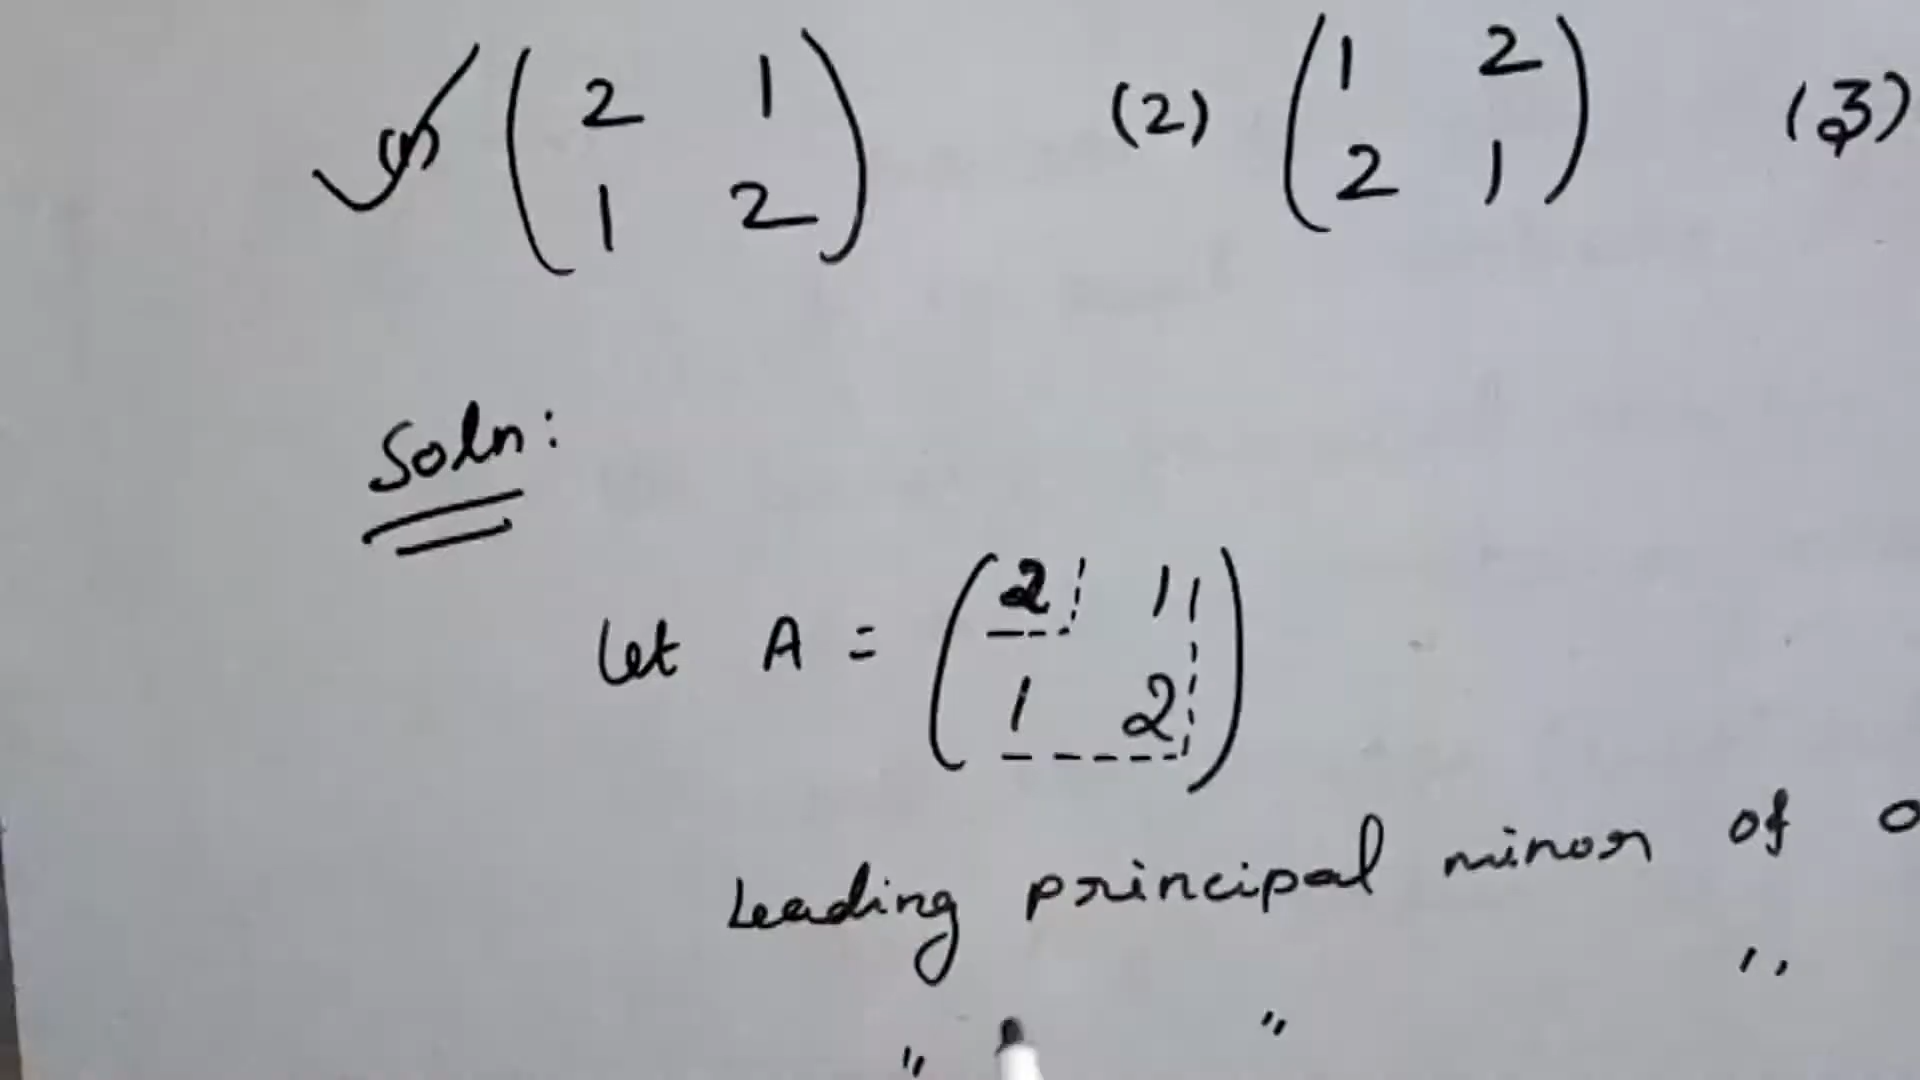 (1) ( 2 1 (2) ( 1 2 (3)
1 2 ) 2 1 )
Soln:
Let A = ( 2 1
1 2 )
Leading principal minor of o
" " "